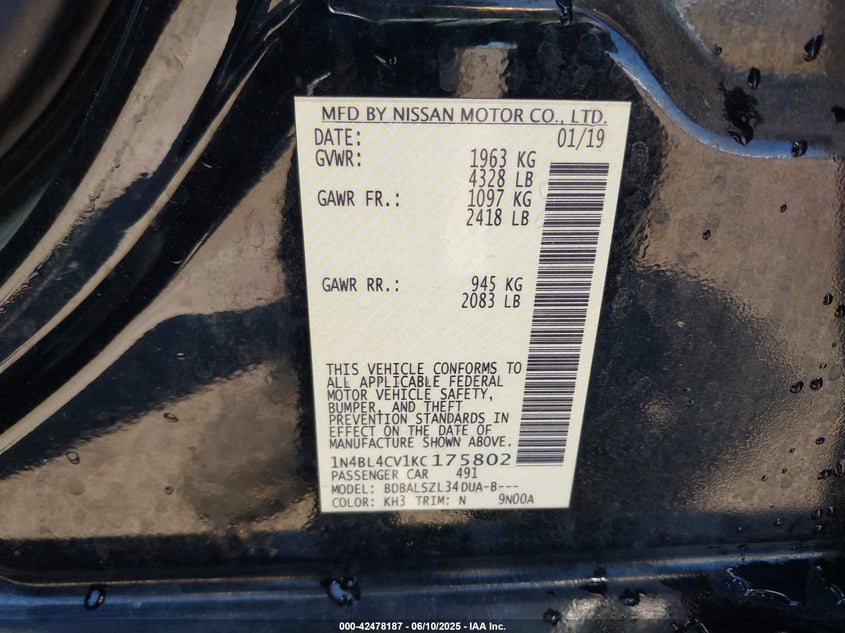 MFD BY NISSAN MOTOR CO., LTD.
DATE: 01/19
GVWR: 1963 KG
4328 LB
GAWR FR.: 1097 KG
2418 LB
GAWR RR.: 945 KG
2083 LB
THIS VEHICLE CONFORMS TO
ALL APPLICABLE FEDERAL
MOTOR VEHICLE SAFETY,
BUMPER, AND THEFT
PREVENTION STANDARDS IN
EFFECT ON THE DATE OF
MANUFACTURE SHOWN ABOVE.
1N4BL4CV1KC175802
PASSENGER CAR 491
MODEL: BDBALSZL34DUA-B---
COLOR: KH3 TRIM: N 9N00A
000-42478187 - 06/10/2025 - IAA Inc.